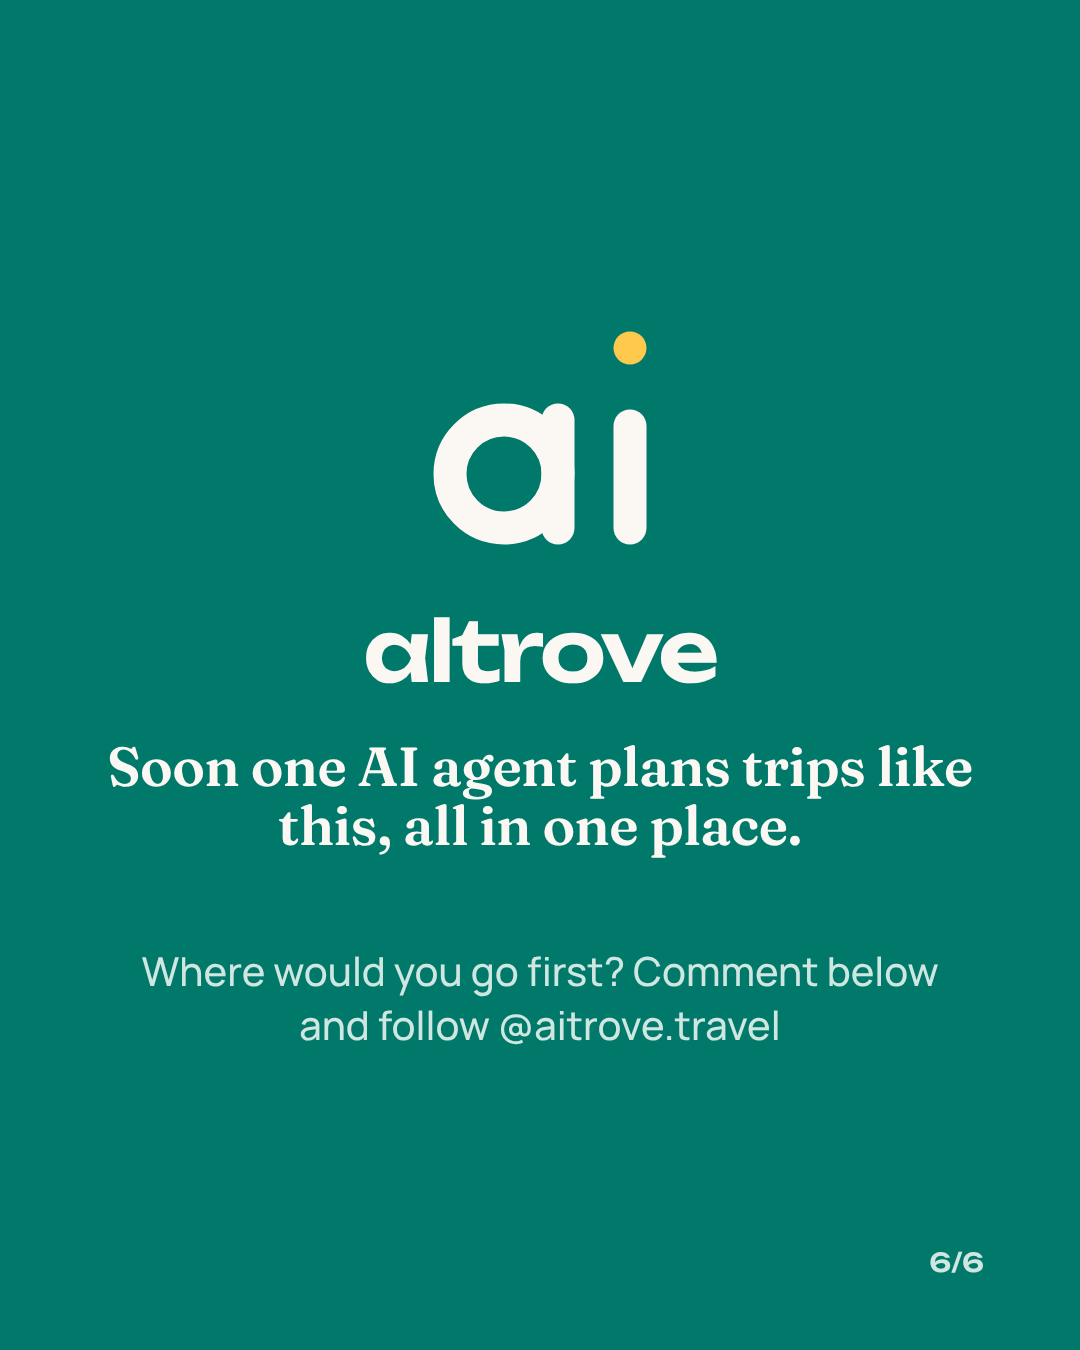 ai
altrove
Soon one AI agent plans trips like
this, all in one place.
Where would you go first? Comment below
and follow @aitrove.travel
6/6